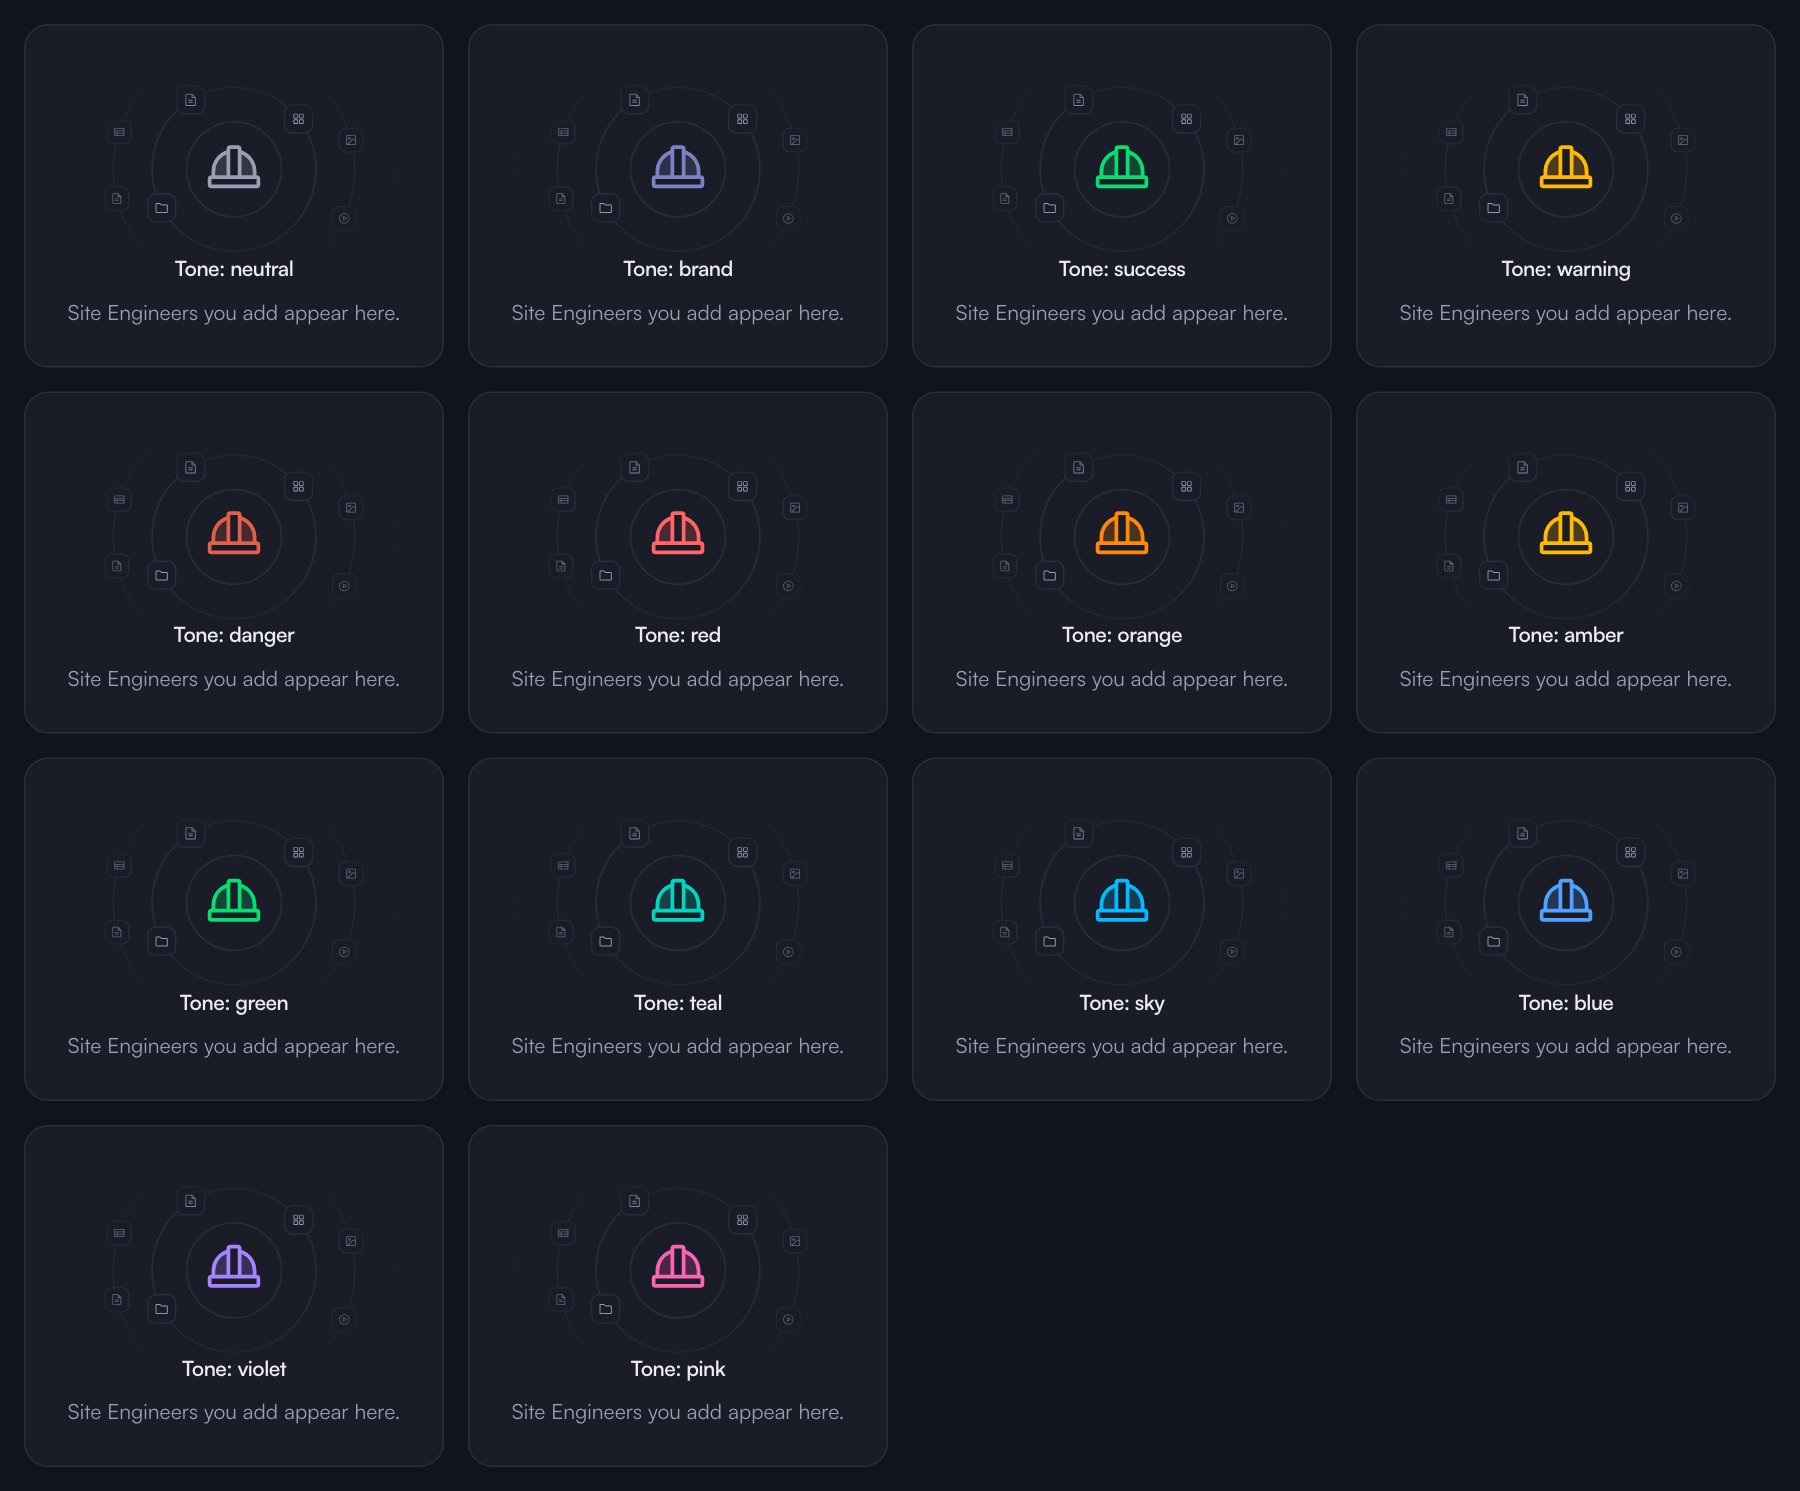 Tone: neutral
Site Engineers you add appear here.
Tone: brand
Site Engineers you add appear here.
Tone: success
Site Engineers you add appear here.
Tone: warning
Site Engineers you add appear here.
Tone: danger
Site Engineers you add appear here.
Tone: red
Site Engineers you add appear here.
Tone: orange
Site Engineers you add appear here.
Tone: amber
Site Engineers you add appear here.
Tone: green
Site Engineers you add appear here.
Tone: teal
Site Engineers you add appear here.
Tone: sky
Site Engineers you add appear here.
Tone: blue
Site Engineers you add appear here.
Tone: violet
Site Engineers you add appear here.
Tone: pink
Site Engineers you add appear here.